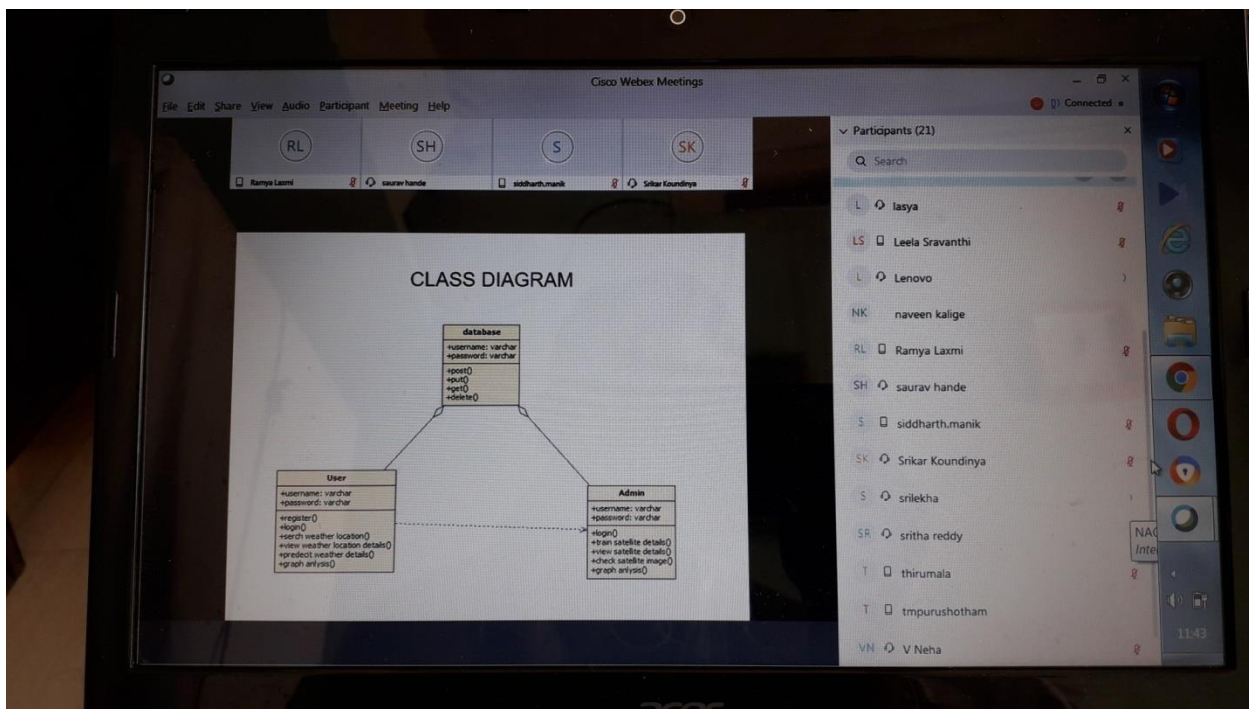 Cisco Webex Meetings
File Edit Share View Audio Participant Meeting Help
Connected
RL
SH
S
SK
Ramya Laxmi
saurav hande
siddharth.manik
Srikar Koundinya
CLASS DIAGRAM
database
+username: varchar
+password: varchar
+post()
+put()
+get()
+delete()
User
+username: varchar
+password: varchar
+register()
+login()
+serch weather location()
+view weather location details()
+predecit weather details()
+graph anlysis()
Admin
+username: varchar
+password: varchar
+login()
+train satellite details()
+view satellite details()
+check satellite image()
+graph anlysis()
Participants (21)
Search
L lasya
LS Leela Sravanthi
L Lenovo
NK naveen kalige
RL Ramya Laxmi
SH saurav hande
S siddharth.manik
SK Srikar Koundinya
S srilekha
SR sritha reddy
T thirumala
T tmpurushotham
VN V Neha
11:43
acer